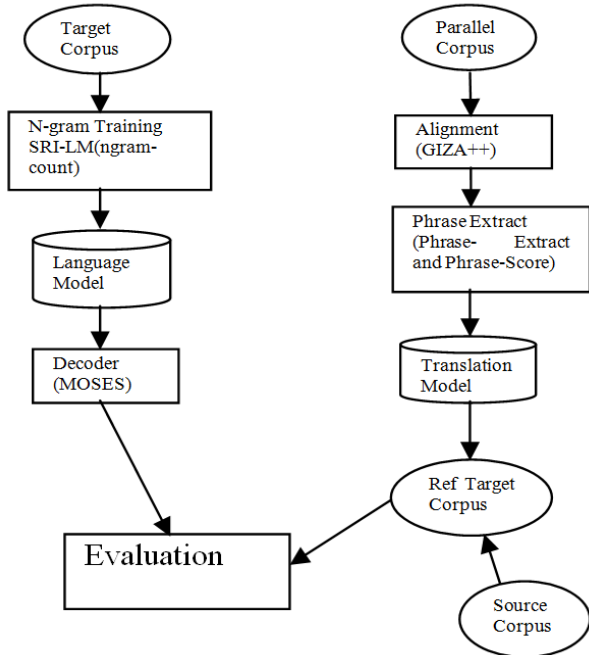 Target
Corpus
N-gram Training
SRI-LM(ngram-
count)
Language
Model
Decoder
(MOSES)
Evaluation
Parallel
Corpus
Alignment
(GIZA++)
Phrase Extract
(Phrase- Extract
and Phrase-Score)
Translation
Model
Ref Target
Corpus
Source
Corpus